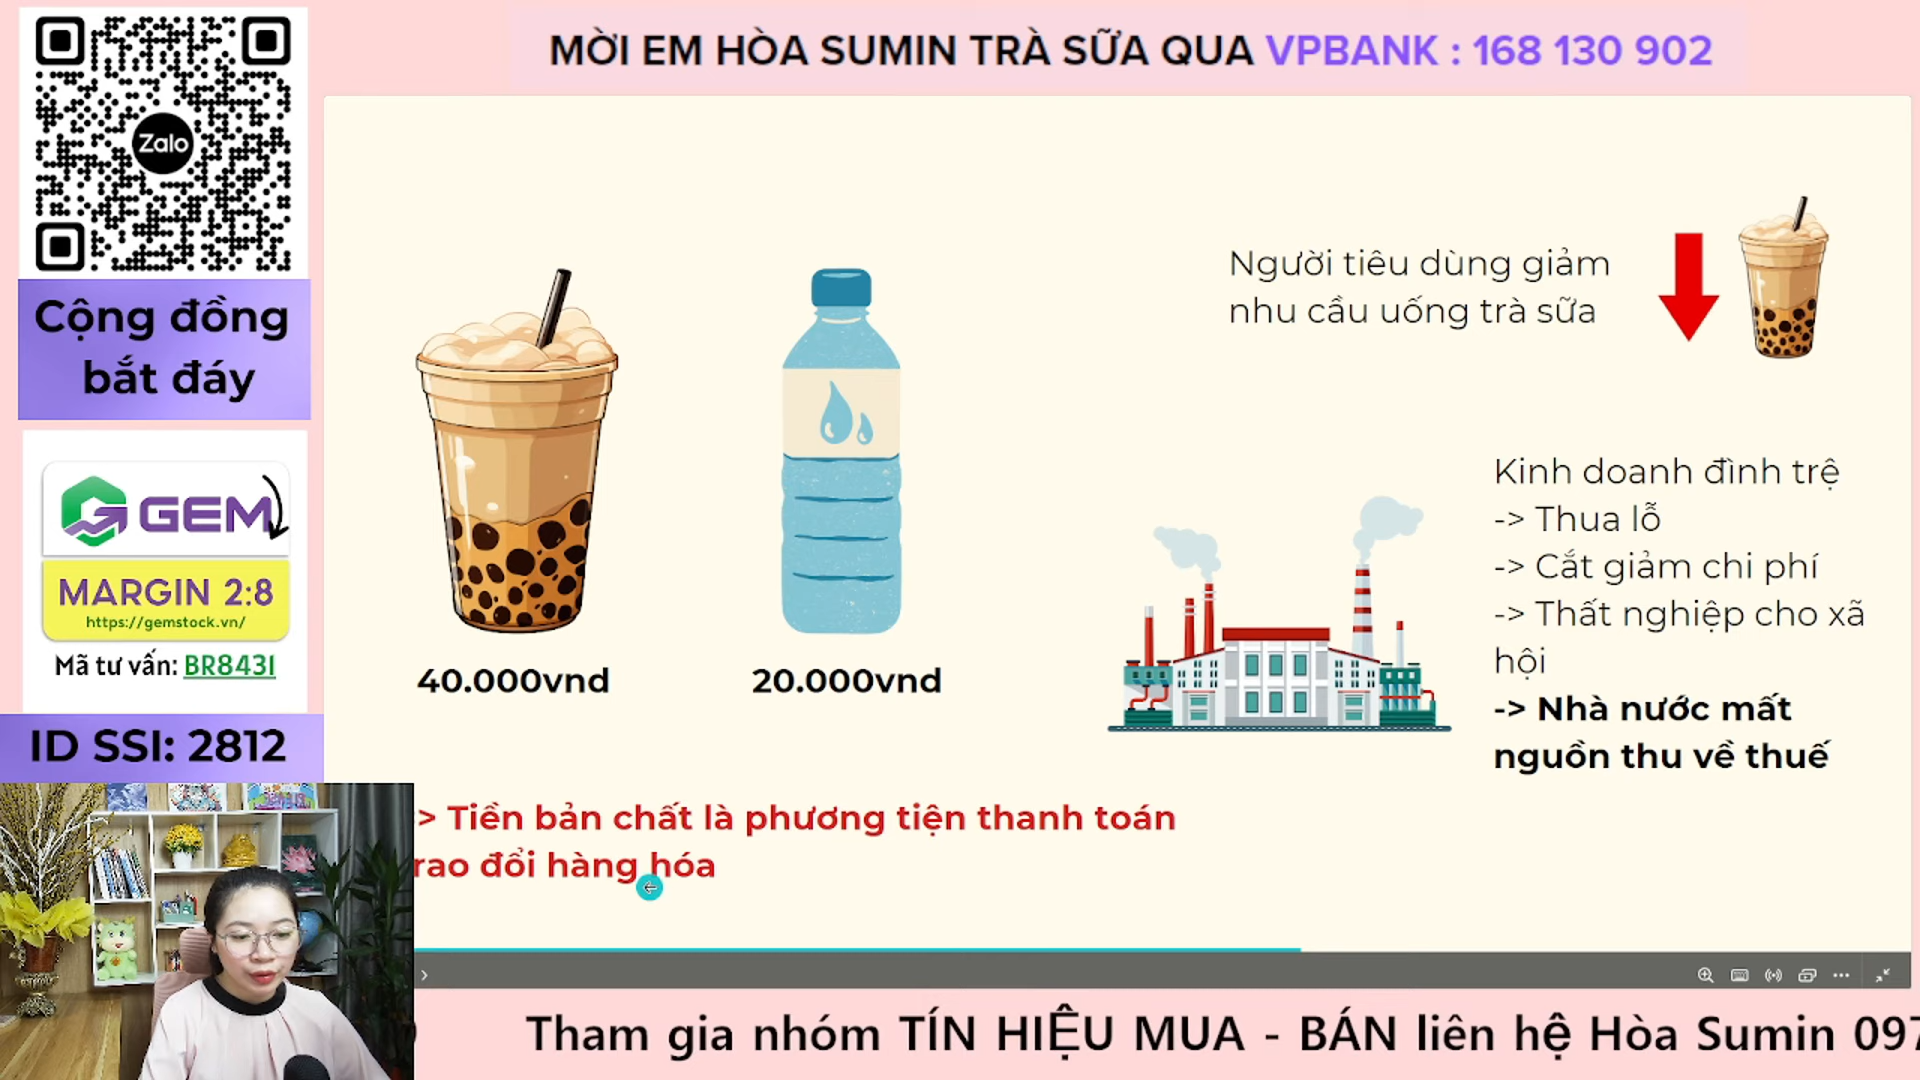 MỜI EM HÒA SUMIN TRÀ SỮA QUA VPBANK : 168 130 902
Zalo
Cộng đồng
bắt đáy
GEM
MARGIN 2:8
https://gemstock.vn/
Mã tư vấn: BR8431
ID SSI: 2812
40.000vnd
20.000vnd
Người tiêu dùng giảm
nhu cầu uống trà sữa
Kinh doanh đình trệ
-> Thua lỗ
-> Cắt giảm chi phí
-> Thất nghiệp cho xã
hội
-> Nhà nước mất
nguồn thu về thuế
> Tiền bản chất là phương tiện thanh toán
rao đổi hàng hóa
Tham gia nhóm TÍN HIỆU MUA - BÁN liên hệ Hòa Sumin 097